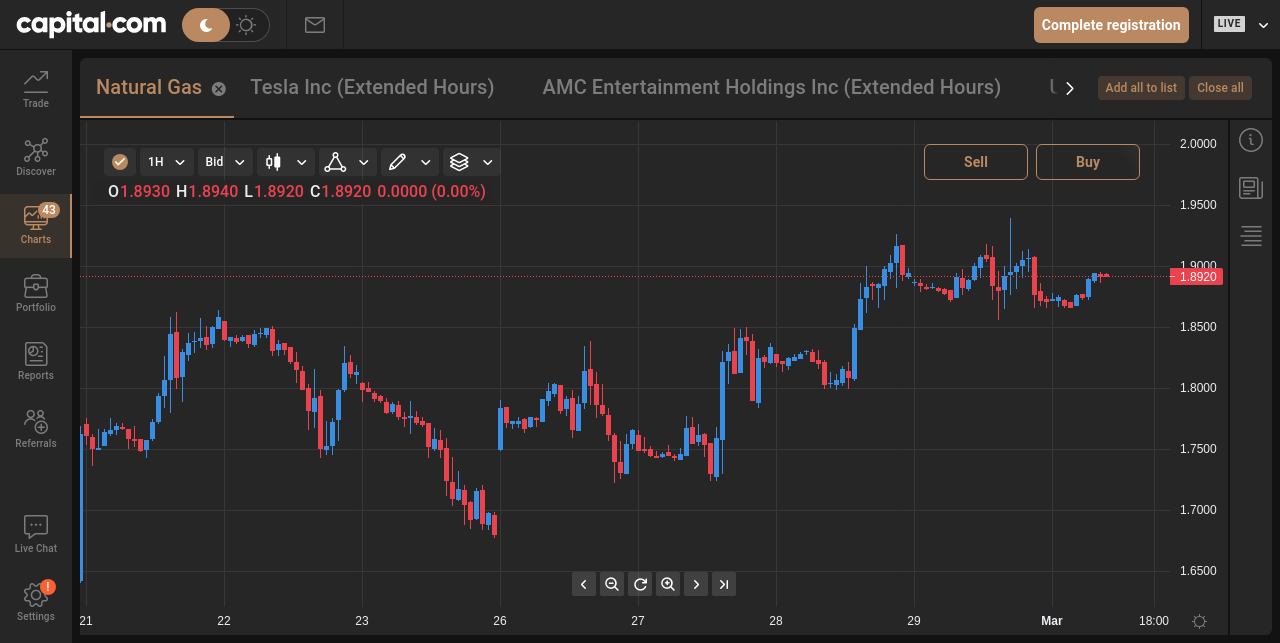 capital.com
Complete registration
LIVE
Trade
Discover
43
Charts
Portfolio
Reports
Referrals
Live Chat
!
Settings
Natural Gas
Tesla Inc (Extended Hours)
AMC Entertainment Holdings Inc (Extended Hours)
Add all to list
Close all
1H
Bid
O1.8930 H1.8940 L1.8920 C1.8920 0.0000 (0.00%)
Sell
Buy
2.0000
1.9500
1.9000
1.8920
1.8500
1.8000
1.7500
1.7000
1.6500
21 22 23 26 27 28 29 Mar 18:00